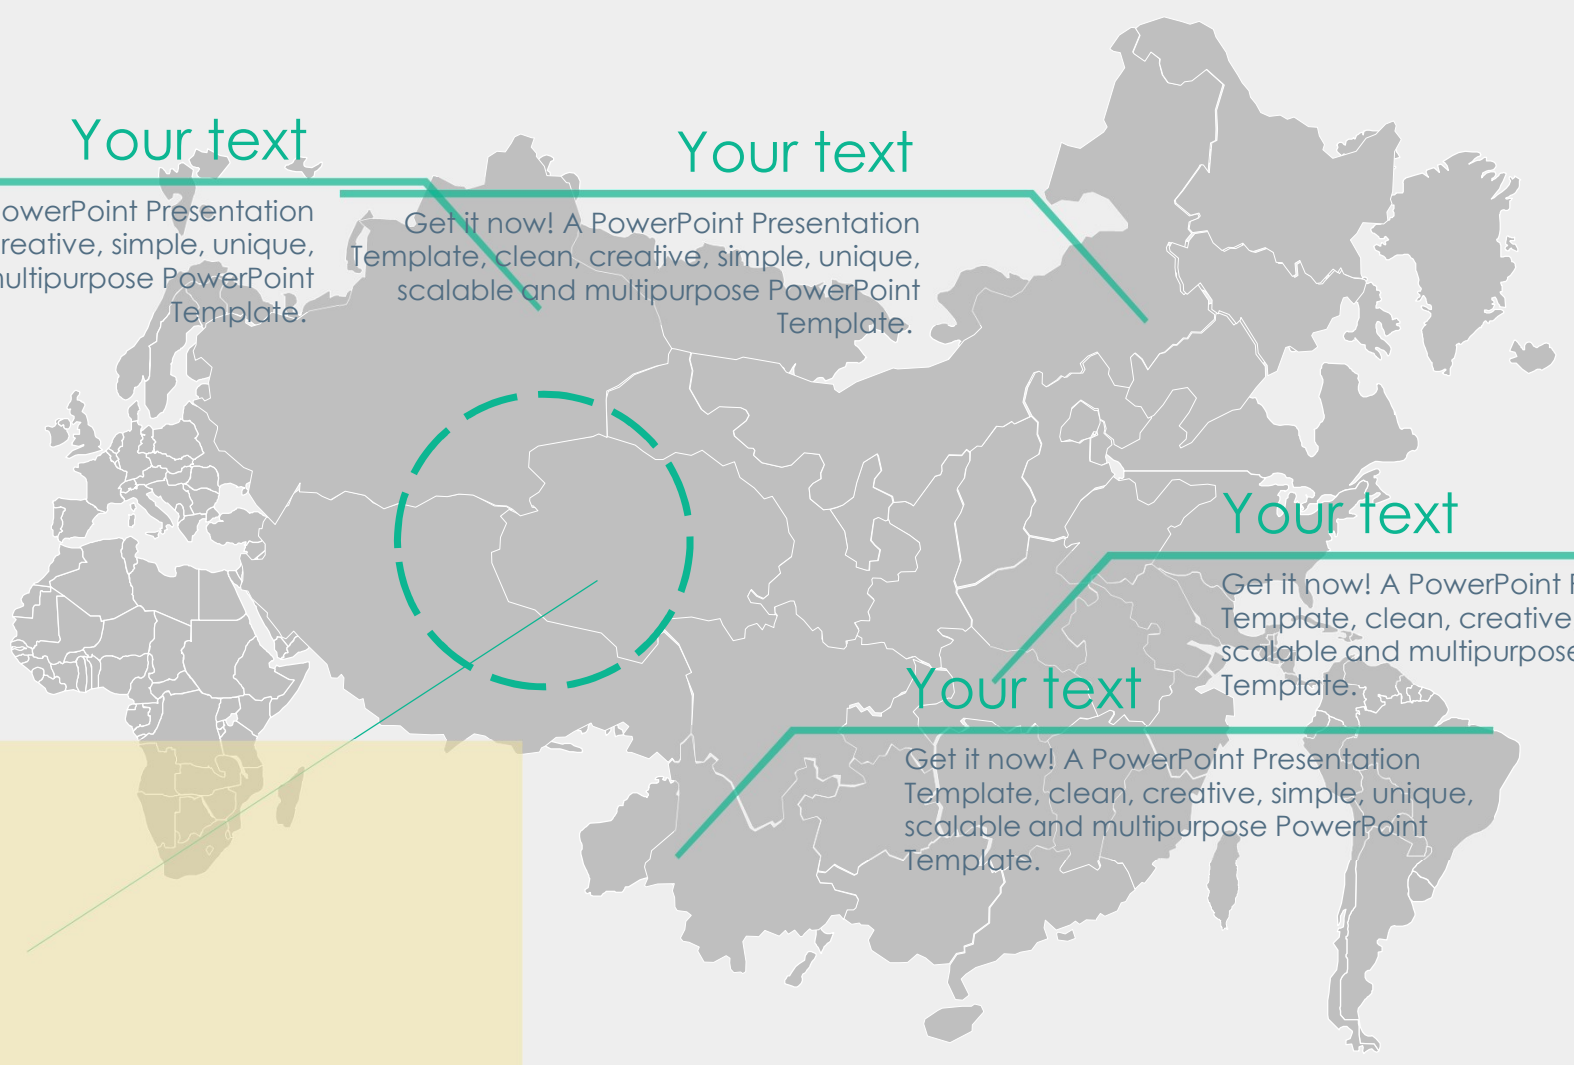 Your text
owerPoint Presentation
reative, simple, unique,
multipurpose PowerPoint
Template.
Your text
Get it now! A PowerPoint Presentation
Template, clean, creative, simple, unique,
scalable and multipurpose PowerPoint
Template.
Your text
Get it now! A PowerPoint
Template, clean, creative
scalable and multipurpose
Template.
Your text
Get it now! A PowerPoint Presentation
Template, clean, creative, simple, unique,
scalable and multipurpose PowerPoint
Template.